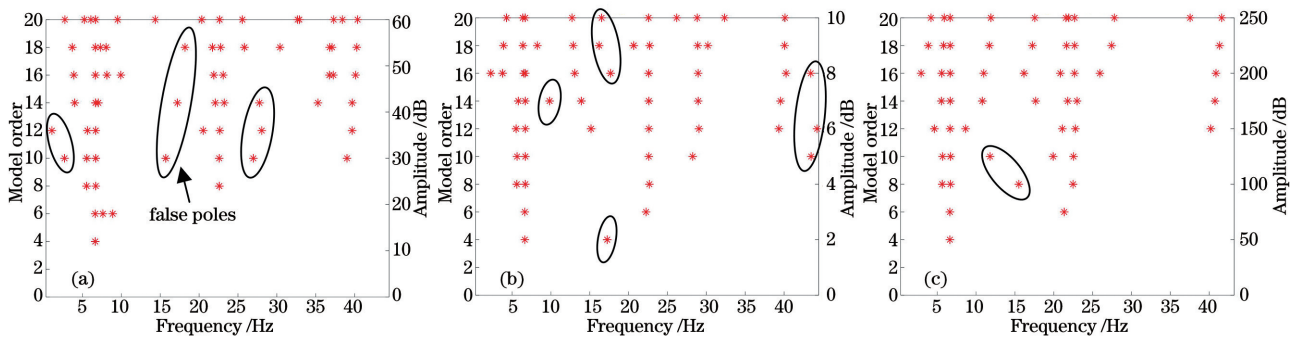 20 18 16 14 12 10 8 6 4 2 0
Model order
60 50 40 30 20 10 0
Amplitude /dB
false poles
(a)
5 10 15 20 25 30 35 40
Frequency /Hz
20 18 16 14 12 10 8 6 4 2 0
Model order
10 8 6 4 2 0
Amplitude /dB
(b)
5 10 15 20 25 30 35 40
Frequency /Hz
20 18 16 14 12 10 8 6 4 2 0
Model order
250 200 150 100 50 0
Amplitude /dB
(c)
5 10 15 20 25 30 35 40
Frequency /Hz